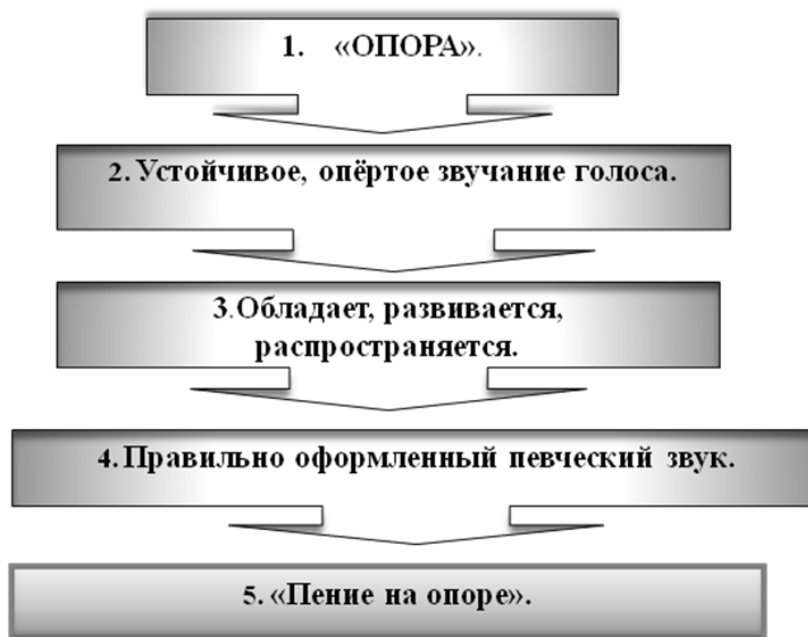 1. «ОПОРА».
2. Устойчивое, опёртое звучание голоса.
3.Обладает, развивается,
распространяется.
4. Правильно оформленный певческий звук.
5. «Пение на опоре».